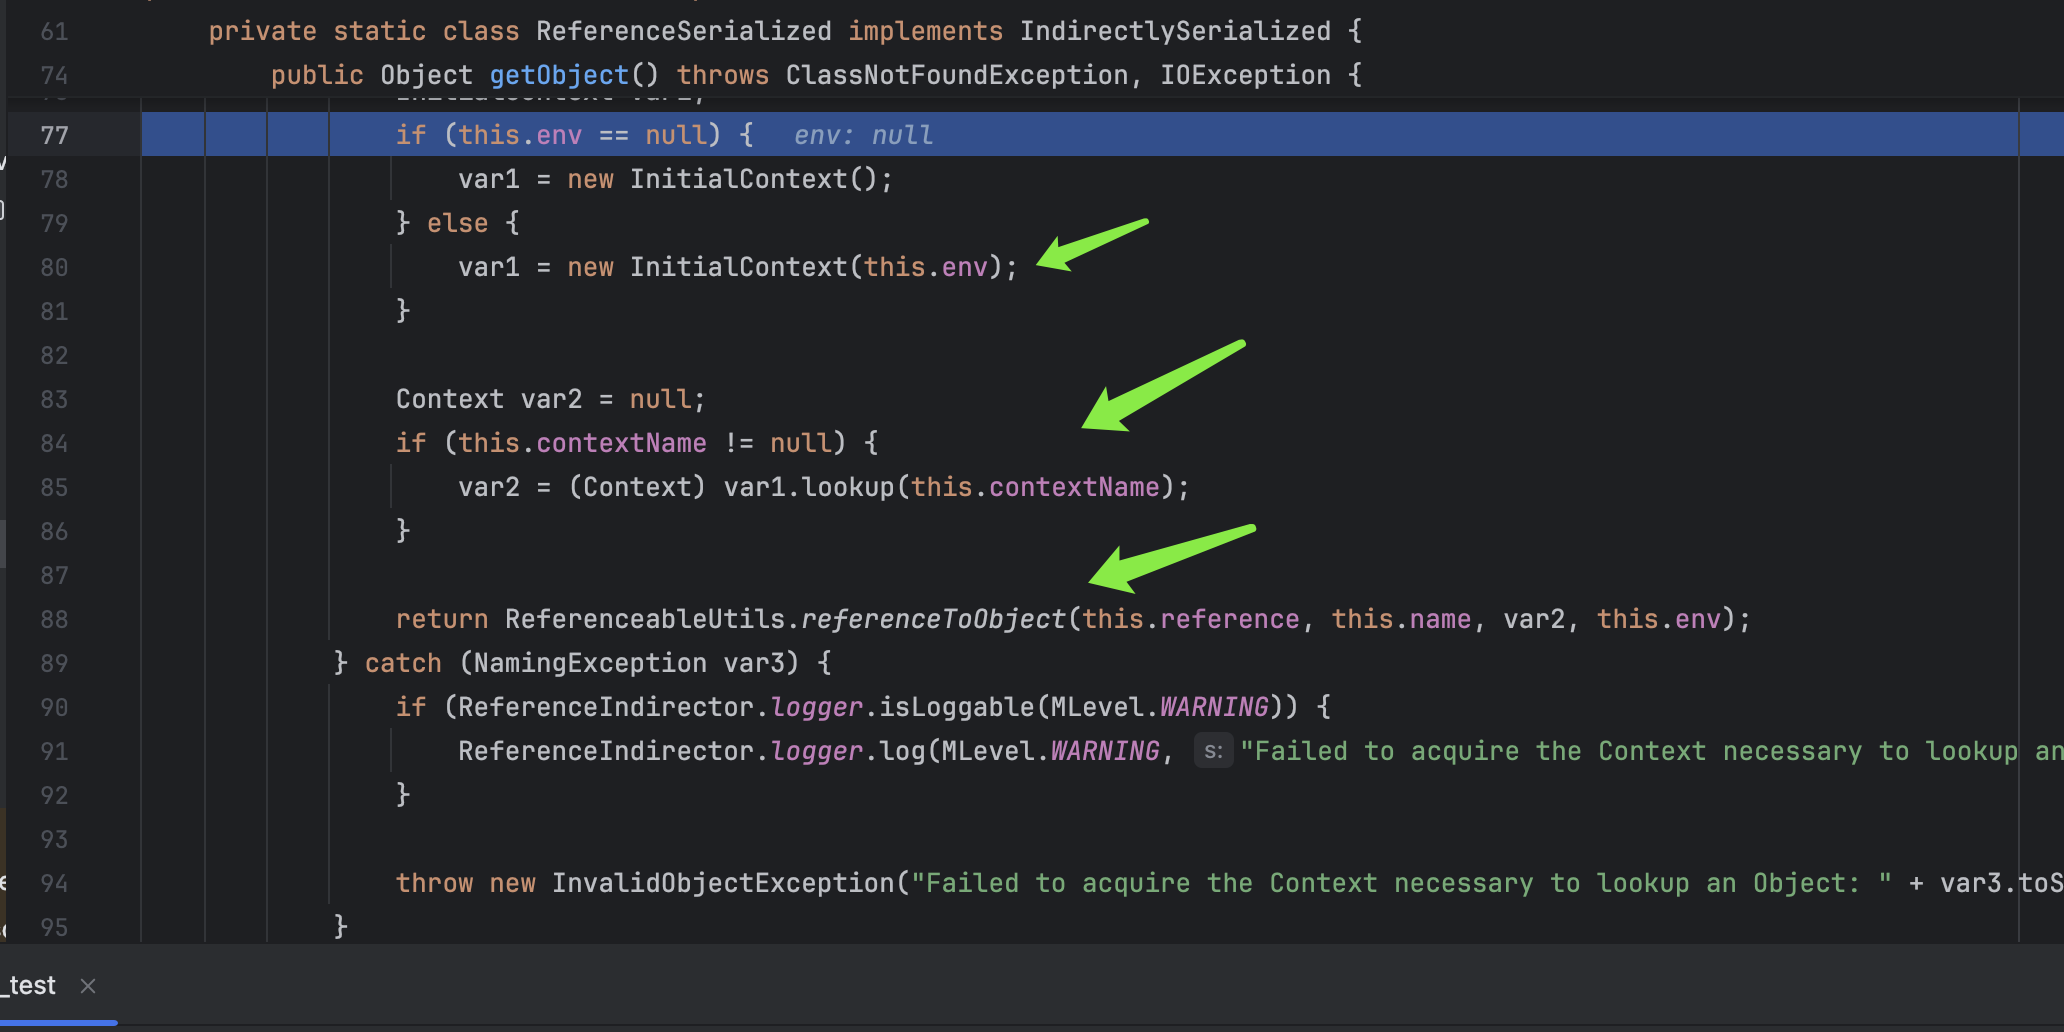 61 private static class ReferenceSerialized implements IndirectlySerialized {
74 public Object getObject() throws ClassNotFoundException, IOException {
77 if (this.env == null) { env: null
78 var1 = new InitialContext();
79 } else {
80 var1 = new InitialContext(this.env);
81 }
82
83 Context var2 = null;
84 if (this.contextName != null) {
85 var2 = (Context) var1.lookup(this.contextName);
86 }
87
88 return ReferenceableUtils.referenceToObject(this.reference, this.name, var2, this.env);
89 } catch (NamingException var3) {
90 if (ReferenceIndirector.logger.isLoggable(MLevel.WARNING)) {
91 ReferenceIndirector.logger.log(MLevel.WARNING, s: "Failed to acquire the Context necessary to lookup an
92 }
93
94 throw new InvalidObjectException("Failed to acquire the Context necessary to lookup an Object: " + var3.toS
95 }
_test ×